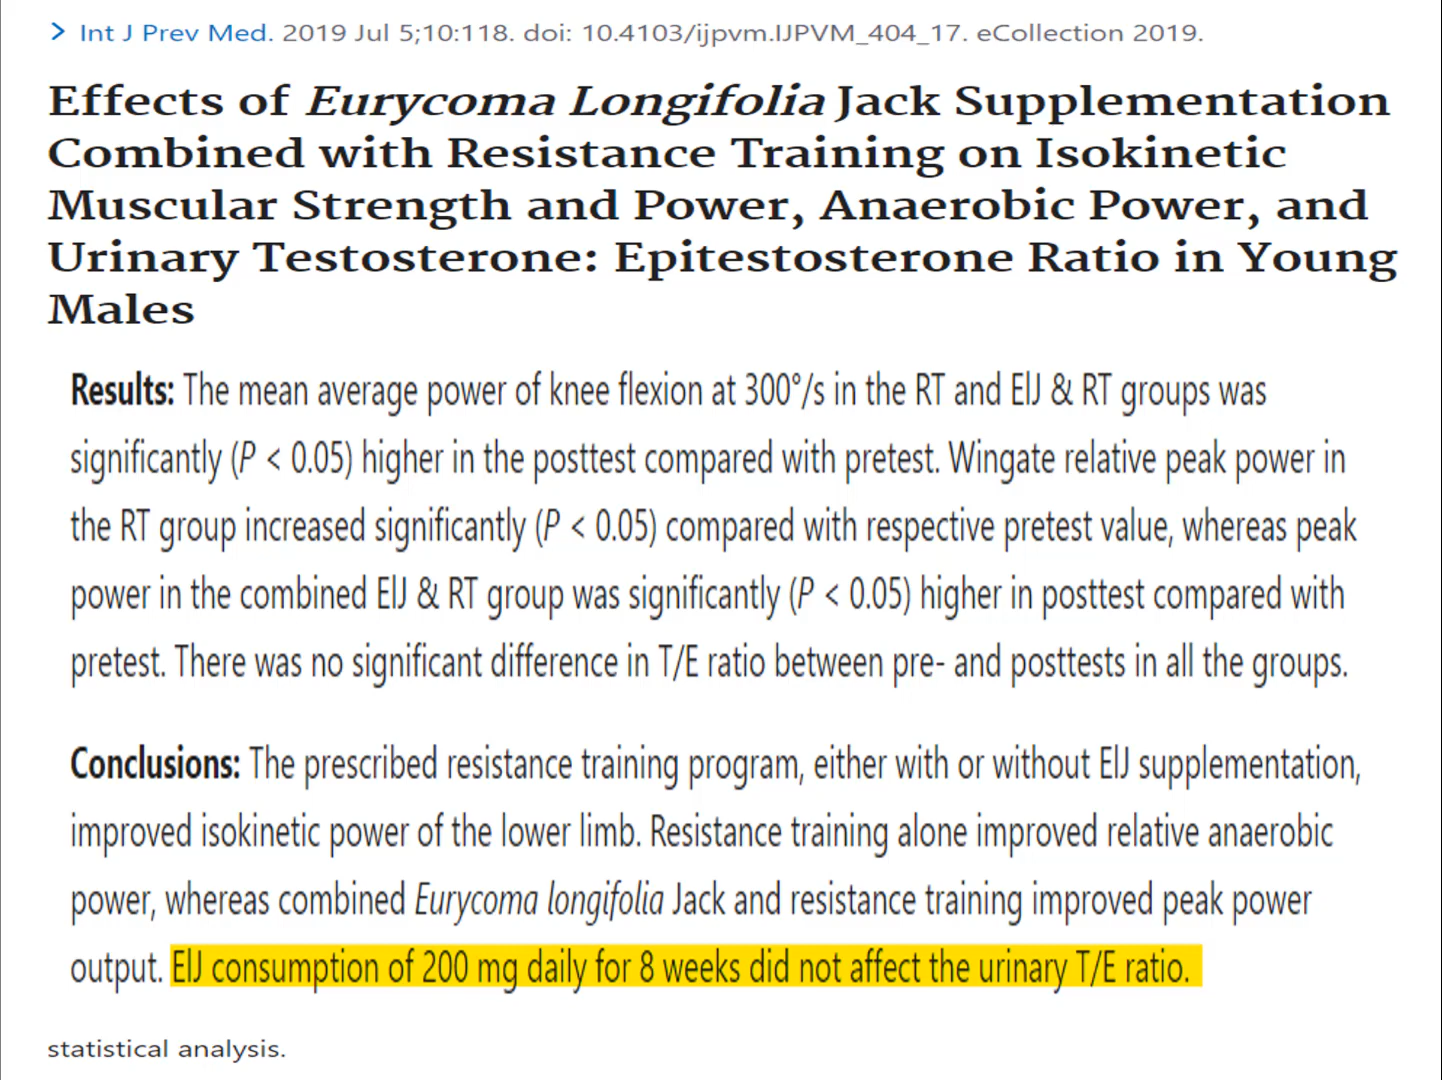 > Int J Prev Med. 2019 Jul 5;10:118. doi: 10.4103/ijpvm.IJPVM_404_17. eCollection 2019.
Effects of Eurycoma Longifolia Jack Supplementation
Combined with Resistance Training on Isokinetic
Muscular Strength and Power, Anaerobic Power, and
Urinary Testosterone: Epitestosterone Ratio in Young
Males
Results: The mean average power of knee flexion at 300°/s in the RT and ElJ & RT groups was
significantly (P < 0.05) higher in the posttest compared with pretest. Wingate relative peak power in
the RT group increased significantly (P < 0.05) compared with respective pretest value, whereas peak
power in the combined ElJ & RT group was significantly (P < 0.05) higher in posttest compared with
pretest. There was no significant difference in T/E ratio between pre- and posttests in all the groups.
Conclusions: The prescribed resistance training program, either with or without ElJ supplementation,
improved isokinetic power of the lower limb. Resistance training alone improved relative anaerobic
power, whereas combined Eurycoma longifolia Jack and resistance training improved peak power
output. ElJ consumption of 200 mg daily for 8 weeks did not affect the urinary T/E ratio.
statistical analysis.